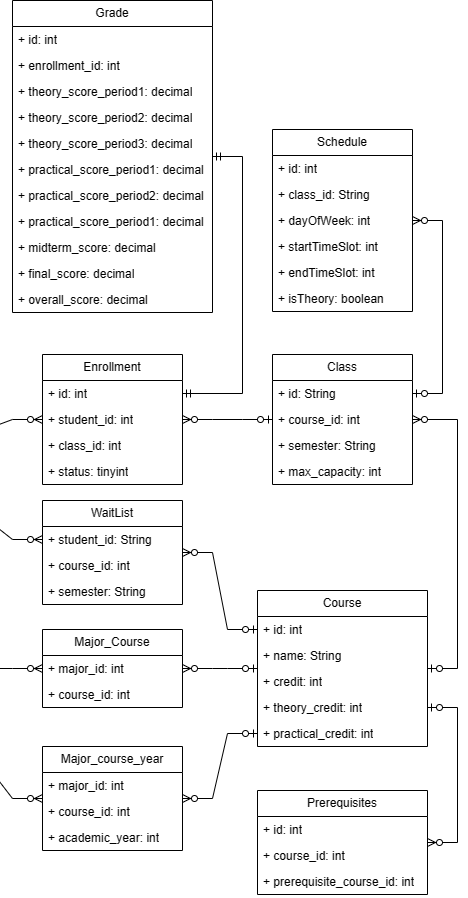 Grade
+ id: int
+ enrollment_id: int
+ theory_score_period1: decimal
+ theory_score_period2: decimal
+ theory_score_period3: decimal
+ practical_score_period1: decimal
+ practical_score_period2: decimal
+ practical_score_period1: decimal
+ midterm_score: decimal
+ final_score: decimal
+ overall_score: decimal
Schedule
+ id: int
+ class_id: String
+ dayOfWeek: int
+ startTimeSlot: int
+ endTimeSlot: int
+ isTheory: boolean
Enrollment
+ id: int
+ student_id: int
+ class_id: int
+ status: tinyint
Class
+ id: String
+ course_id: int
+ semester: String
+ max_capacity: int
WaitList
+ student_id: String
+ course_id: int
+ semester: String
Course
+ id: int
+ name: String
+ credit: int
+ theory_credit: int
+ practical_credit: int
Major_Course
+ major_id: int
+ course_id: int
Major_course_year
+ major_id: int
+ course_id: int
+ academic_year: int
Prerequisites
+ id: int
+ course_id: int
+ prerequisite_course_id: int